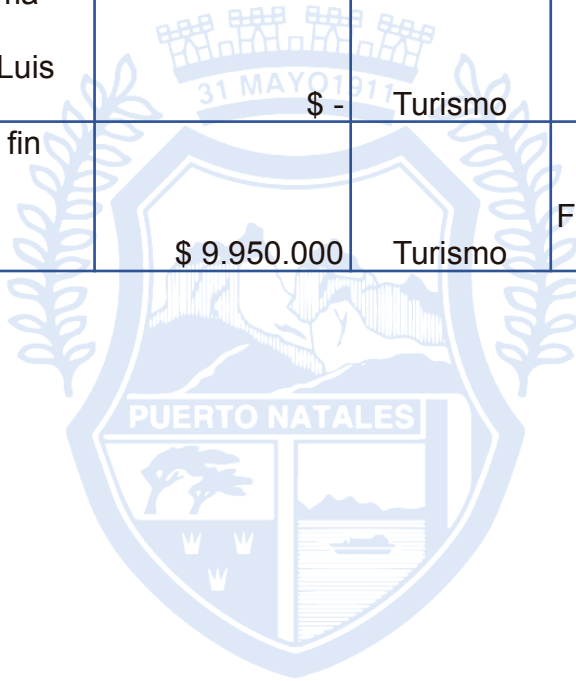 Luis
$ - Turismo
fin
$ 9.950.000 Turismo
31 MAYO 1911
PUERTO NATALES